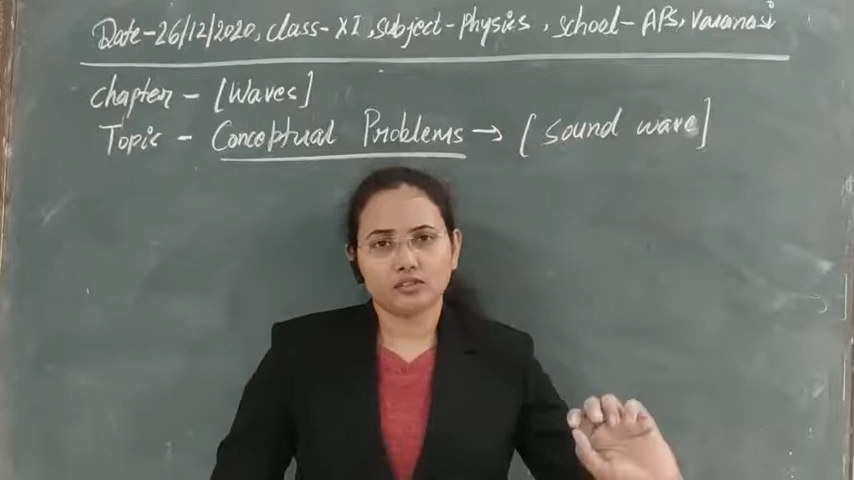 Date-26/12/2020, class-XI, subject-Physics, school-APS, Varanasi
chapter - [Waves]
Topic - Conceptual Problems → [sound wave]